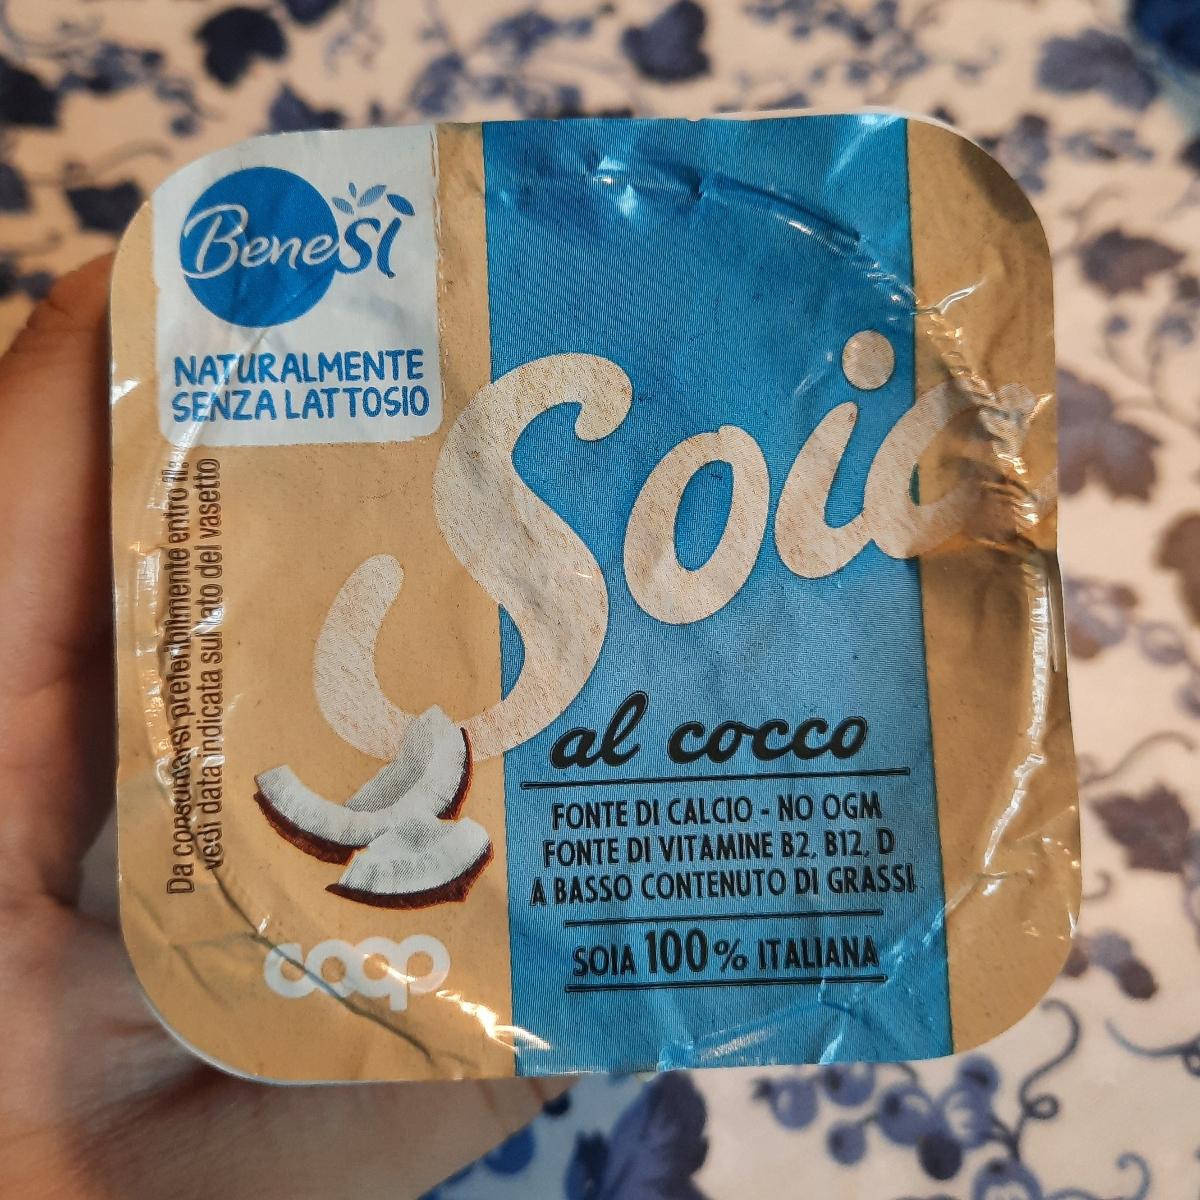 BeneSì
NATURALMENTE
SENZA LATTOSIO
Da consumarsi preferibilmente entro il:
vedi data indicata sul lato del vasetto
Soia
al cocco
FONTE DI CALCIO - NO OGM
FONTE DI VITAMINE B2, B12, D
A BASSO CONTENUTO DI GRASSI
SOIA 100% ITALIANA
coop